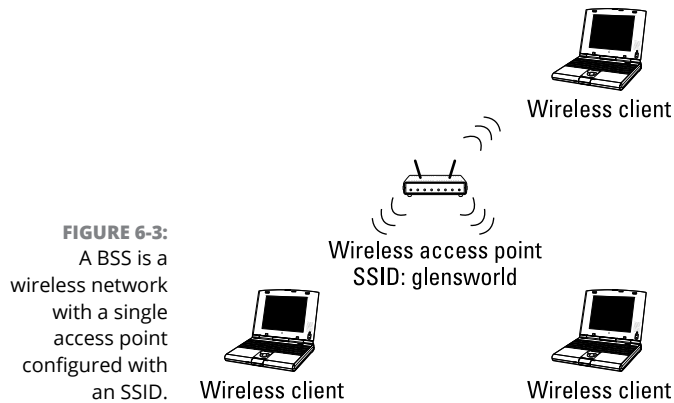 Wireless client
Wireless access point
SSID: glensworld
FIGURE 6-3:
A BSS is a
wireless network
with a single
access point
configured with
an SSID.
Wireless client
Wireless client